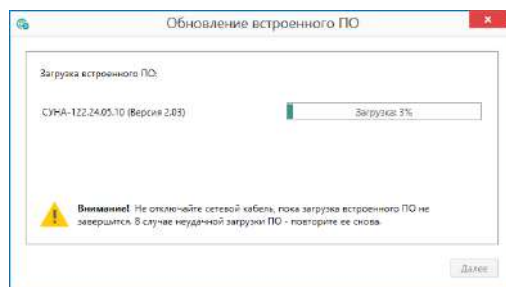 Обновление встроенного ПО
Загрузка встроенного ПО:
СУНА-122.24.05.10 (Версия 2.03)
Загрузка: 3%
Внимание! Не отключайте сетевой кабель, пока загрузка встроенного ПО не
завершится. В случае неудачной загрузки ПО - повторите ее снова.
Далее